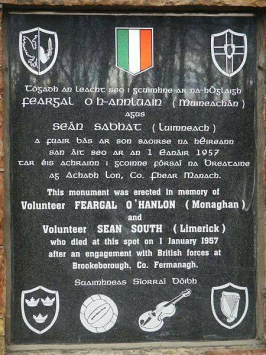 Tógadh an leacht seo i gcuimhne ar na hÓglaigh
FEARGAL O h-ANNLUAIN (Muineachán)
agus
SEÁN SABHAT (Luimneach)
a fuair bás ar son saoirse na hÉireann
san áit seo ar an 1 Eanáir 1957
tar éis achrainn i gcoinne fórsaí na Breataine
ag Achadh Lon, Co. Fhear Manach.
This monument was erected in memory of
Volunteer FEARGAL O'HANLON (Monaghan)
and
Volunteer SEAN SOUTH (Limerick)
who died at this spot on 1 January 1957
after an engagement with British forces at
Brookeborough, Co. Fermanagh.
Suaimhneas Síorraí Dóibh